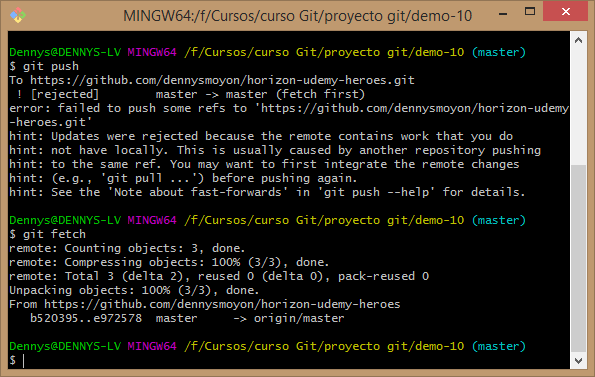 MINGW64:/f/Cursos/curso Git/proyecto git/demo-10
Dennys@DENNYS-LV MINGW64 /f/Cursos/curso Git/proyecto git/demo-10 (master)
$ git push
To https://github.com/dennysmoyon/horizon-udemy-heroes.git
 ! [rejected]        master -> master (fetch first)
error: failed to push some refs to 'https://github.com/dennysmoyon/horizon-udemy
-heroes.git'
hint: Updates were rejected because the remote contains work that you do
hint: not have locally. This is usually caused by another repository pushing
hint: to the same ref. You may want to first integrate the remote changes
hint: (e.g., 'git pull ...') before pushing again.
hint: See the 'Note about fast-forwards' in 'git push --help' for details.
Dennys@DENNYS-LV MINGW64 /f/Cursos/curso Git/proyecto git/demo-10 (master)
$ git fetch
remote: Counting objects: 3, done.
remote: Compressing objects: 100% (3/3), done.
remote: Total 3 (delta 2), reused 0 (delta 0), pack-reused 0
Unpacking objects: 100% (3/3), done.
From https://github.com/dennysmoyon/horizon-udemy-heroes
   b520395..e972578  master     -> origin/master
Dennys@DENNYS-LV MINGW64 /f/Cursos/curso Git/proyecto git/demo-10 (master)
$